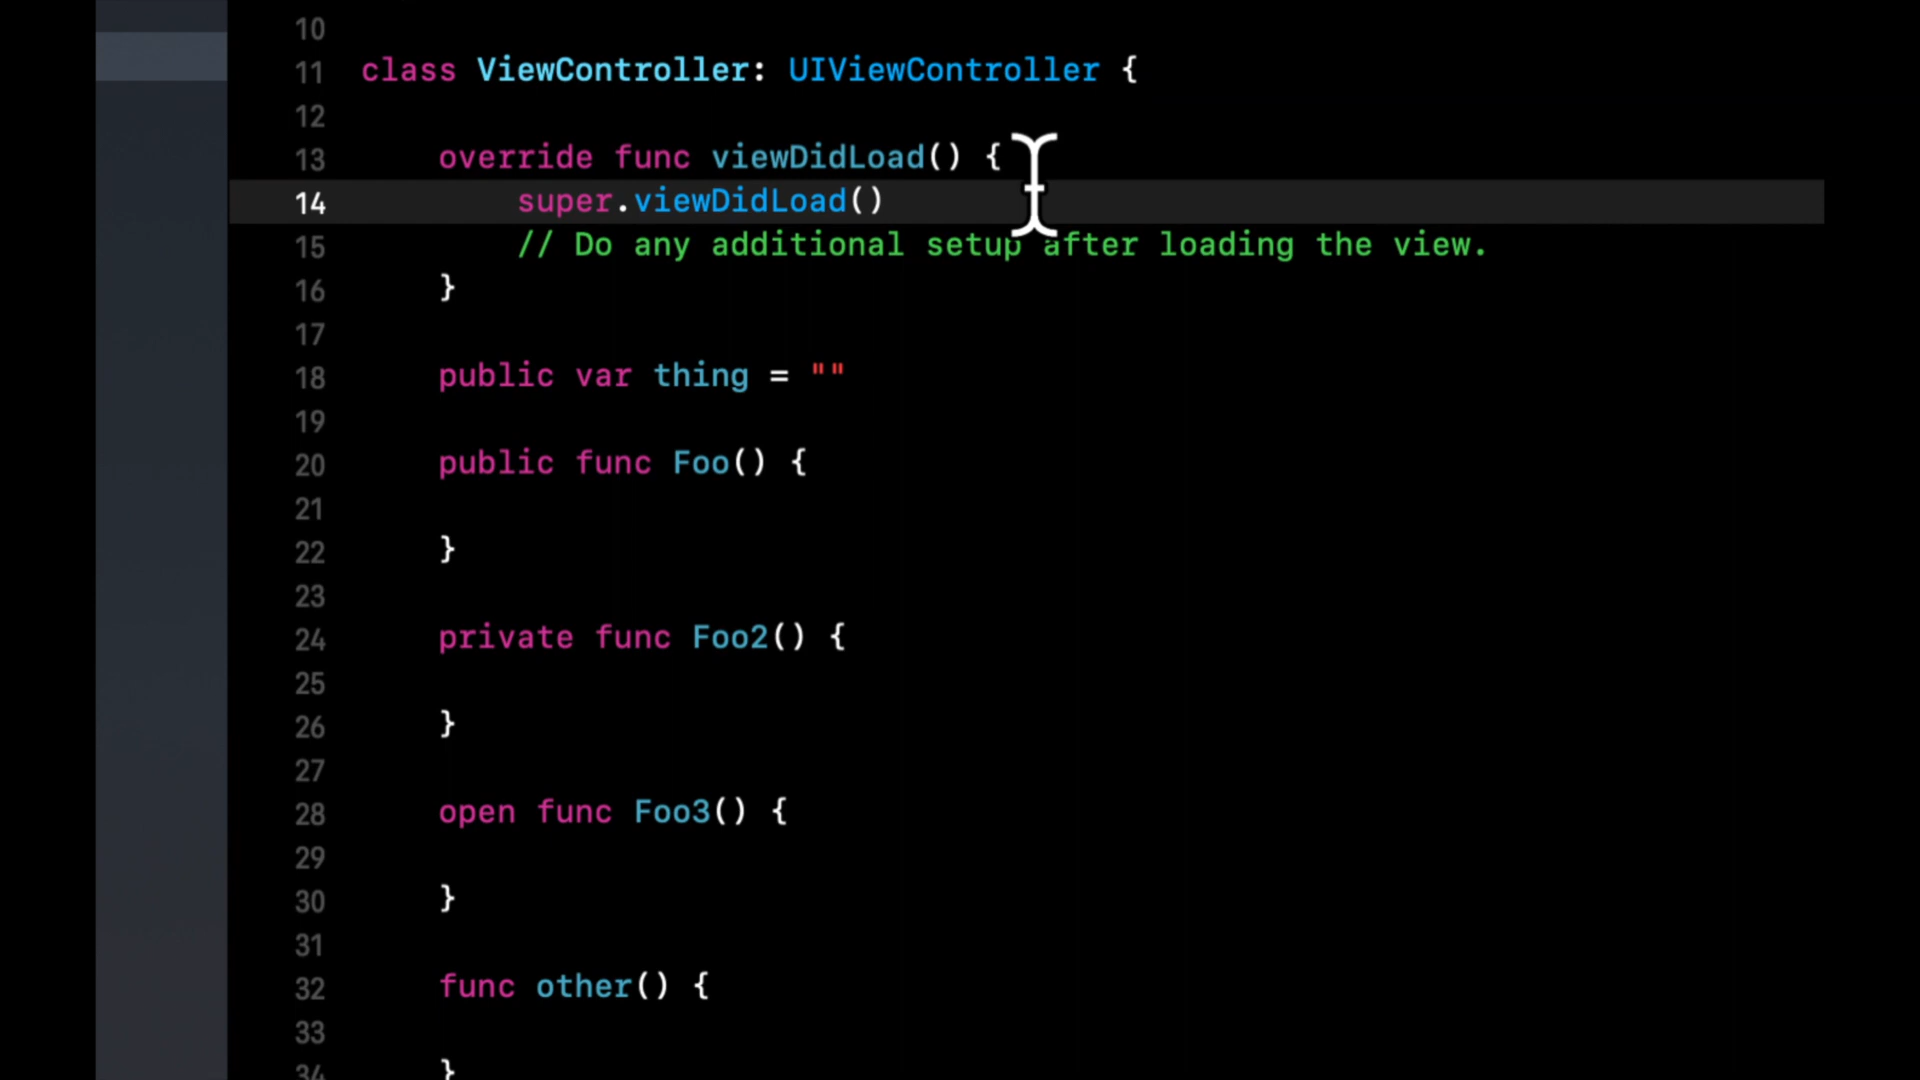 10
11 class ViewController: UIViewController {
12
13 override func viewDidLoad() {
14 super.viewDidLoad()
15 // Do any additional setup after loading the view.
16 }
17
18 public var thing = ""
19
20 public func Foo() {
21
22 }
23
24 private func Foo2() {
25
26 }
27
28 open func Foo3() {
29
30 }
31
32 func other() {
33
34 }